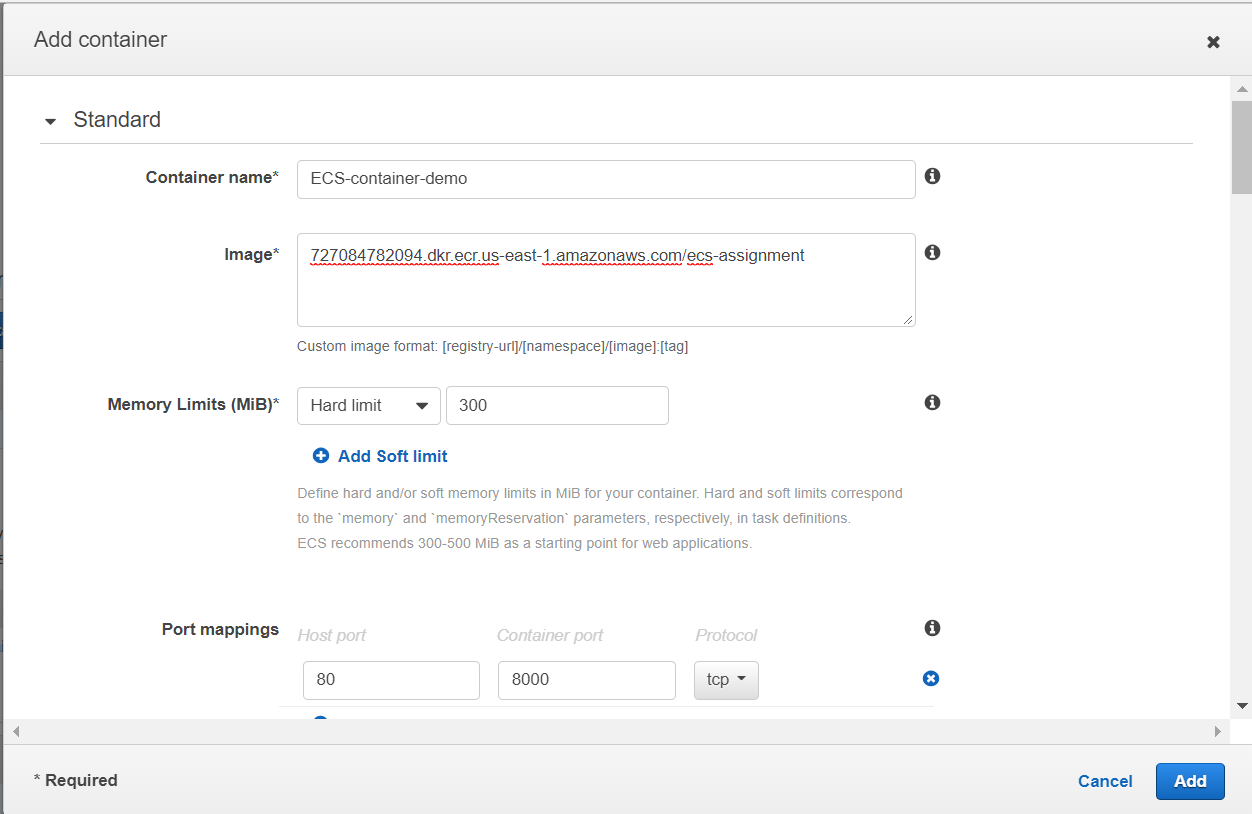 Add container
Standard
Container name* ECS-container-demo
Image* 727084782094.dkr.ecr.us-east-1.amazonaws.com/ecs-assignment
Custom image format: [registry-url]/[namespace]/[image]:[tag]
Memory Limits (MiB)* Hard limit 300
Add Soft limit
Define hard and/or soft memory limits in MiB for your container. Hard and soft limits correspond
to the `memory` and `memoryReservation` parameters, respectively, in task definitions.
ECS recommends 300-500 MiB as a starting point for web applications.
Port mappings Host port Container port Protocol
80 8000 tcp
* Required Cancel Add